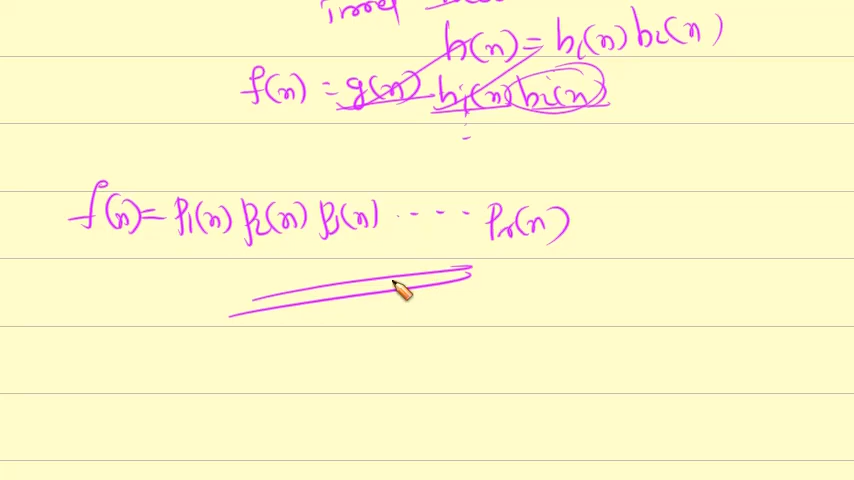 h(n) = h1(n) h2(n)
f(n) = g(n) h1(n) h2(n)
f(n) = p1(n) p2(n) p3(n) .... pr(n)